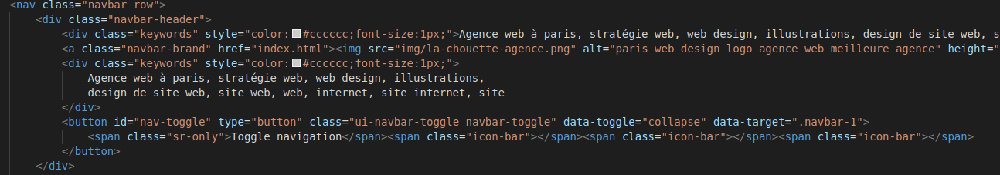 <nav class="navbar row">
<div class="navbar-header">
<div class="keywords" style="color:#cccccc;font-size:1px;">Agence web à paris, stratégie web, web design, illustrations, design de site web, s
<a class="navbar-brand" href="index.html"><img src="img/la-chouette-agence.png" alt="paris web design logo agence web meilleure agence" height="
<div class="keywords" style="color:#cccccc;font-size:1px;">
Agence web à paris, stratégie web, web design, illustrations,
design de site web, site web, web, internet, site internet, site
</div>
<button id="nav-toggle" type="button" class="ui-navbar-toggle navbar-toggle" data-toggle="collapse" data-target=".navbar-1">
<span class="sr-only">Toggle navigation</span><span class="icon-bar"></span><span class="icon-bar"></span><span class="icon-bar"></span>
</button>
</div>